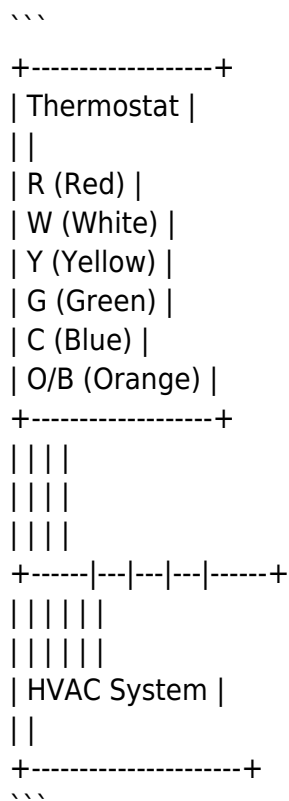 ```
+-------------------+
| Thermostat |
| |
| R (Red) |
| W (White) |
| Y (Yellow) |
| G (Green) |
| C (Blue) |
| O/B (Orange) |
+-------------------+
| | | |
| | | |
| | | |
+------|---|---|---|------+
| | | | | |
| | | | | |
| HVAC System |
| |
+----------------------+
```